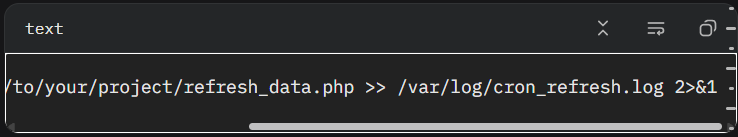 text
/to/your/project/refresh_data.php >> /var/log/cron_refresh.log 2>&1